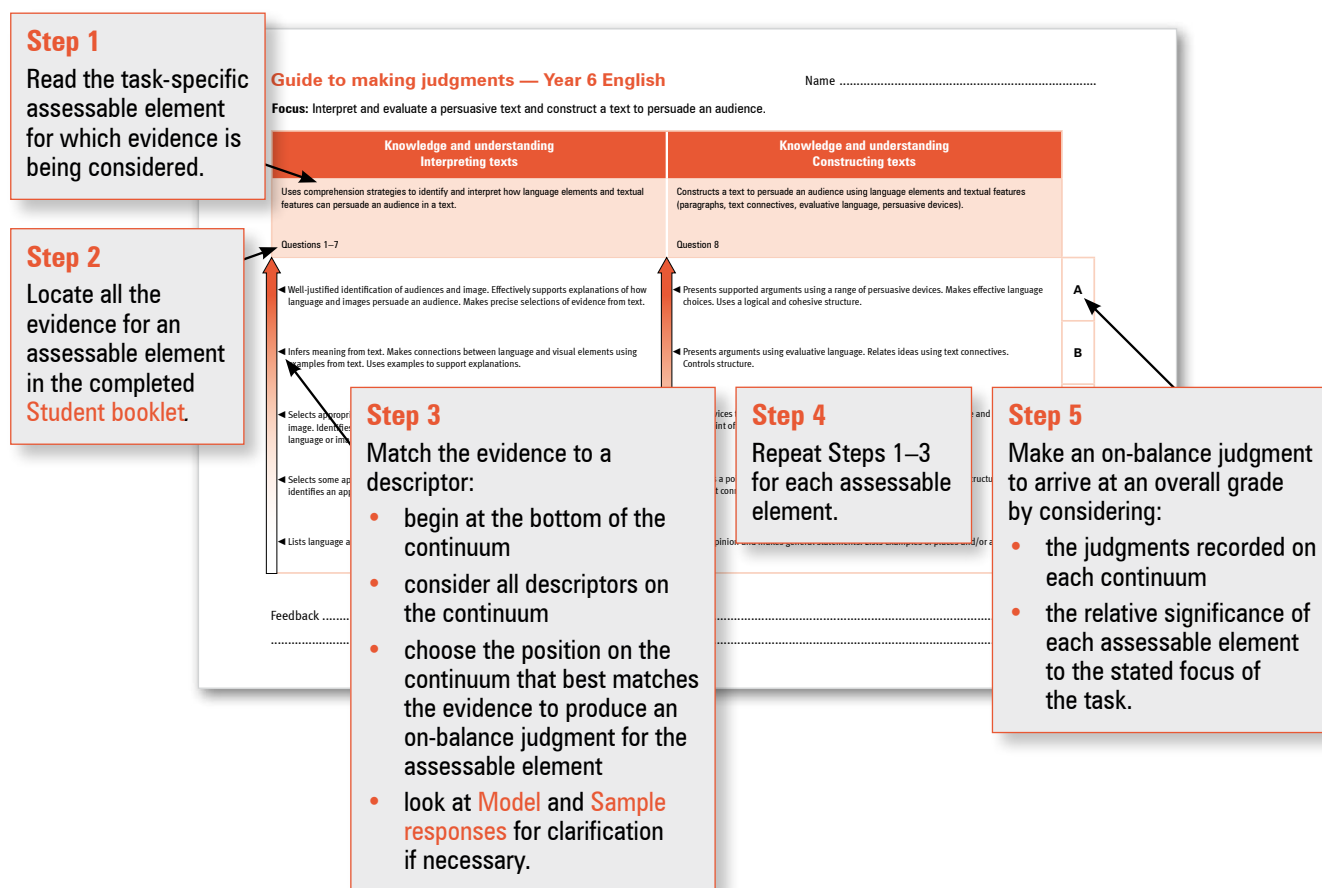 Step 1
Read the task-specific
assessable element
for which evidence is
being considered.
Step 2
Locate all the
evidence for an
assessable element
in the completed
Student booklet.
Guide to making judgments — Year 6 English
Name ..........................................................................
Focus: Interpret and evaluate a persuasive text and construct a text to persuade an audience.
Knowledge and understanding
Interpreting texts
Uses comprehension strategies to identify and interpret how language elements and textual
features can persuade an audience in a text.
Questions 1–7
Knowledge and understanding
Constructing texts
Constructs a text to persuade an audience using language elements and textual features
(paragraphs, text connectives, evaluative language, persuasive devices).
Question 8
Well-justified identification of audiences and image. Effectively supports explanations of how
language and images persuade an audience. Makes precise selections of evidence from text.
Presents supported arguments using a range of persuasive devices. Makes effective language
choices. Uses a logical and cohesive structure.
A
Infers meaning from text. Makes connections between language and visual elements using
examples from text. Uses examples to support explanations.
Presents arguments using evaluative language. Relates ideas using text connectives.
Controls structure.
B
Selects
image. Identifies
language or
Selects some
identifies an
Lists language
and
Feedback
Step 3
Match the evidence to a
descriptor:
• begin at the bottom of the
continuum
• consider all descriptors on
the continuum
• choose the position on the
continuum that best matches
the evidence to produce an
on-balance judgment for the
assessable element
• look at Model and Sample
responses for clarification
if necessary.
Step 4
Repeat Steps 1–3
for each assessable
element.
Step 5
Make an on-balance judgment
to arrive at an overall grade
by considering:
• the judgments recorded on
each continuum
• the relative significance of
each assessable element
to the stated focus of
the task.